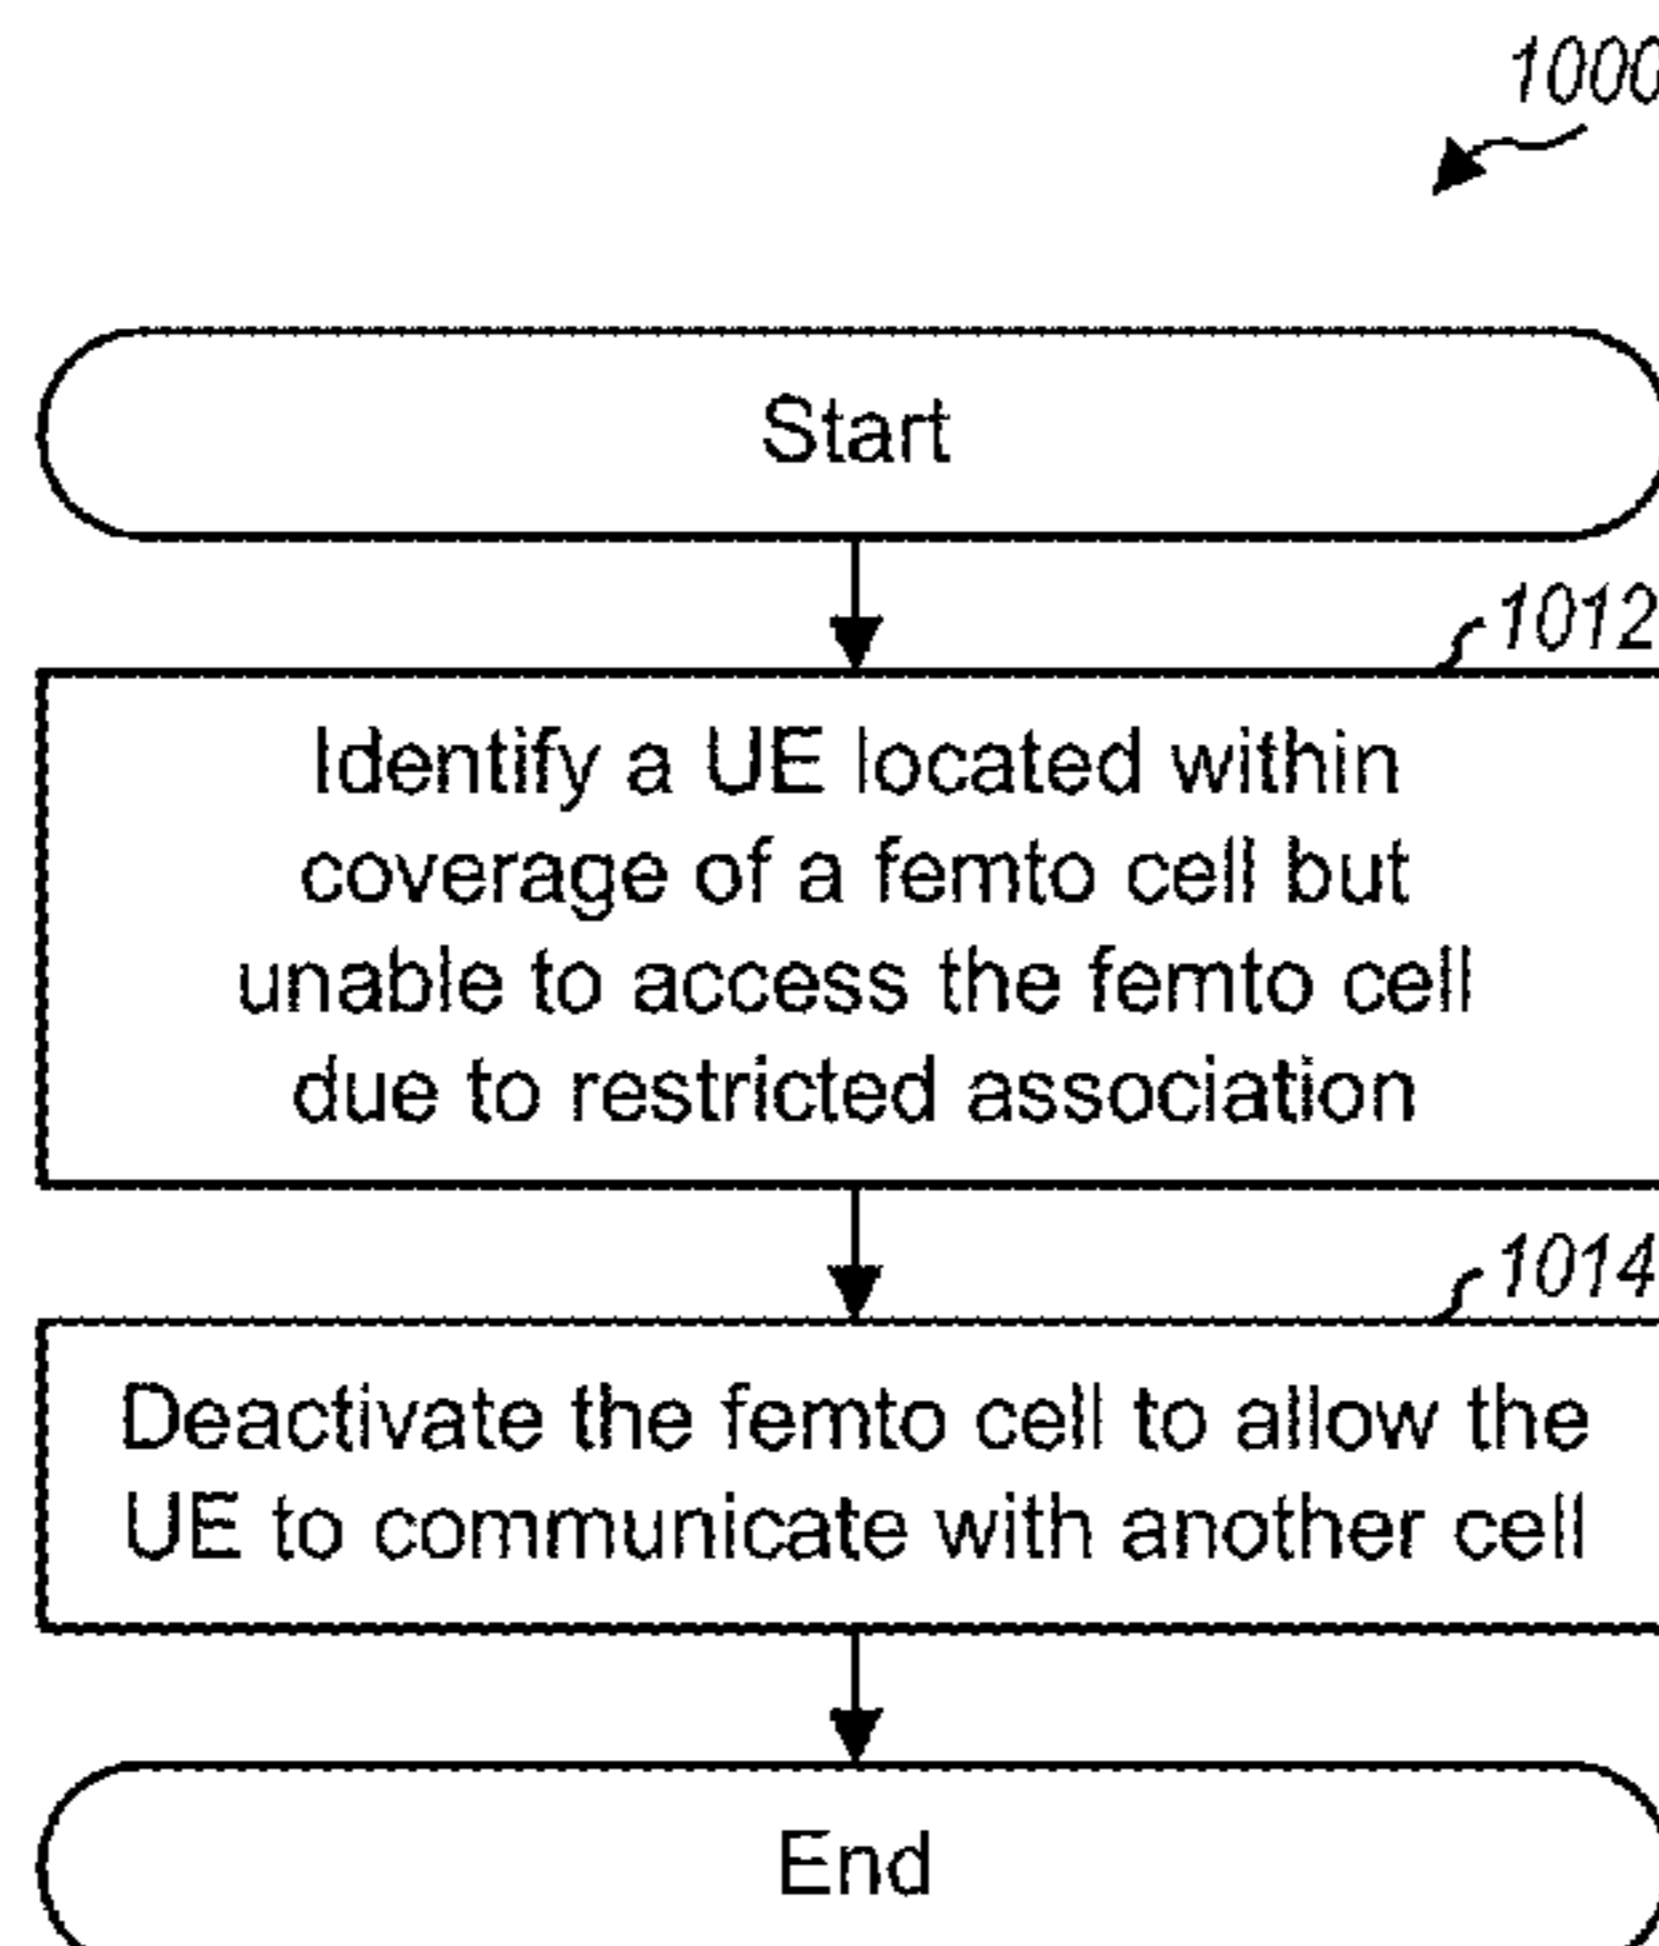 1000
Start
1012
Identify a UE located within
coverage of a femto cell but
unable to access the femto cell
due to restricted association
1014
Deactivate the femto cell to allow the
UE to communicate with another cell
End